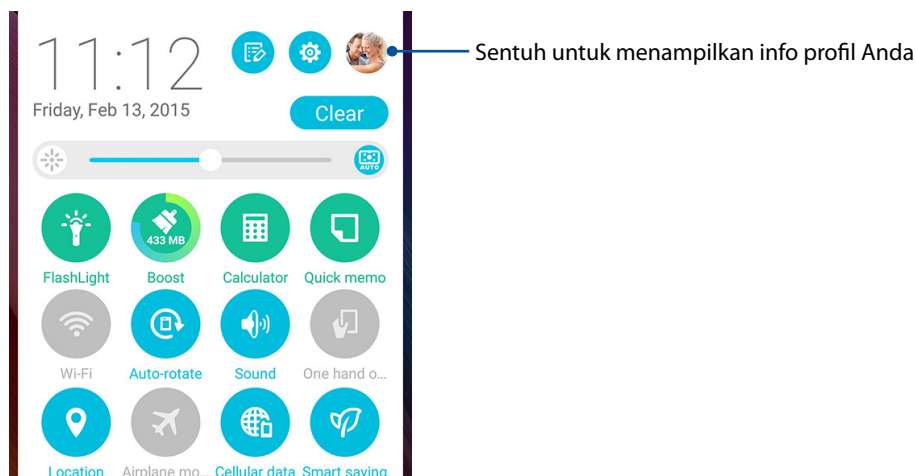 11:12
Sentuh untuk menampilkan info profil Anda
Friday, Feb 13, 2015
Clear
AUTO
433 MB
FlashLight Boost Calculator Quick memo
Wi-Fi Auto-rotate Sound One hand o...
Location Airplane mo... Cellular data Smart saving